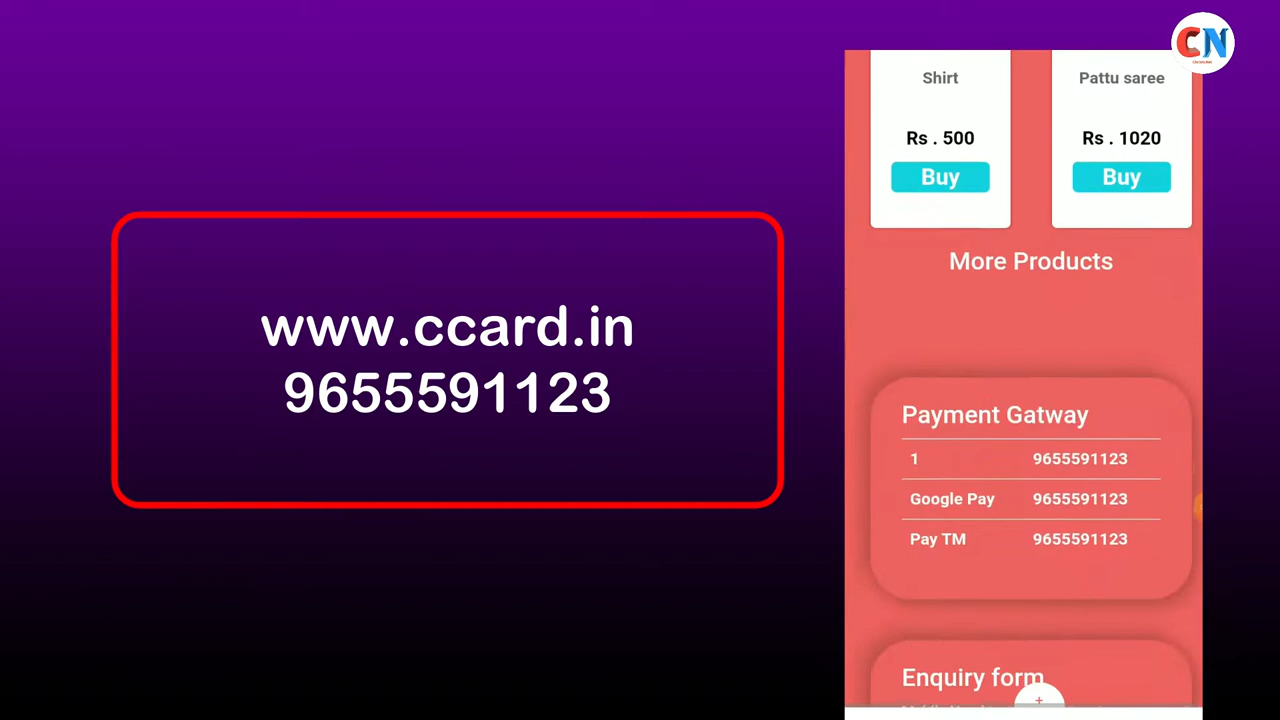 CN
www.ccard.in
9655591123
Shirt Pattu saree
Rs . 500 Rs . 1020
Buy Buy
More Products
Payment Gatway
1 9655591123
Google Pay 9655591123
Pay TM 9655591123
Enquiry form
+